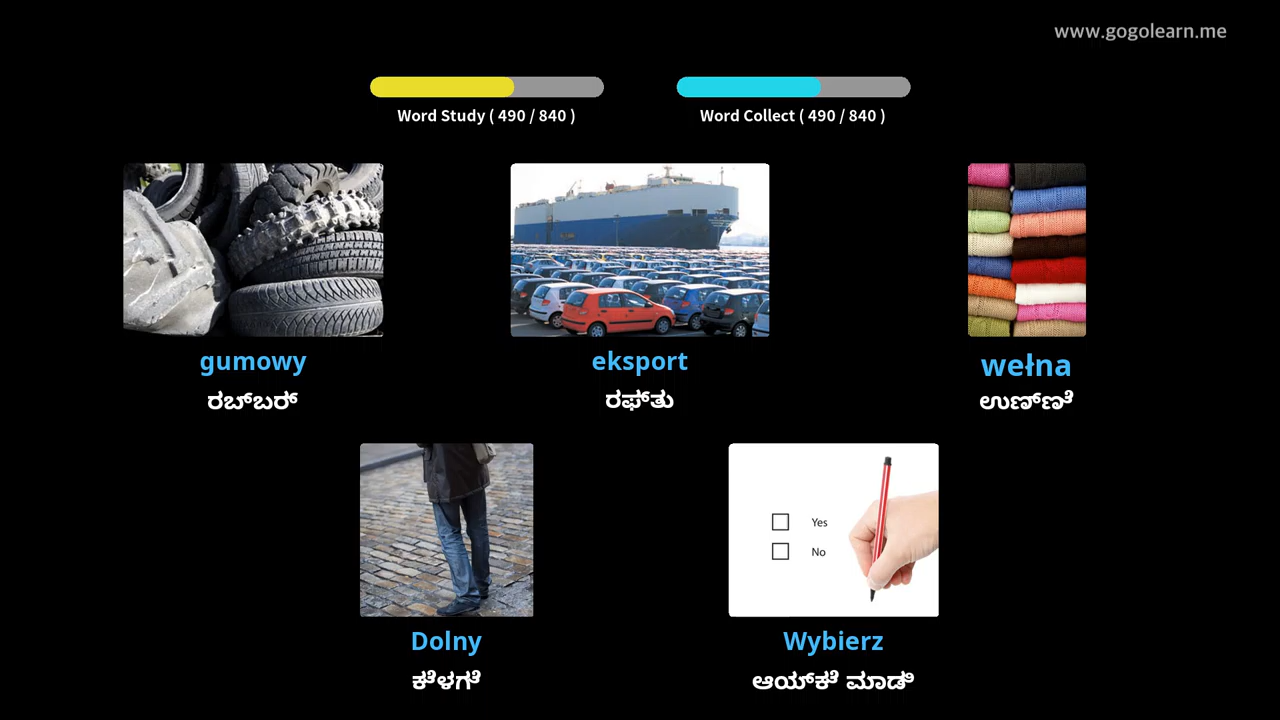 www.gogolearn.me
Word Study ( 490 / 840 )
Word Collect ( 490 / 840 )
gumowy
ರಬ್ಬರ್
eksport
ರಫ್ತು
wełna
ಉಣ್ಣೆ
Yes
No
Dolny
ಕೆಳಗೆ
Wybierz
ಆಯ್ಕೆ ಮಾಡಿ